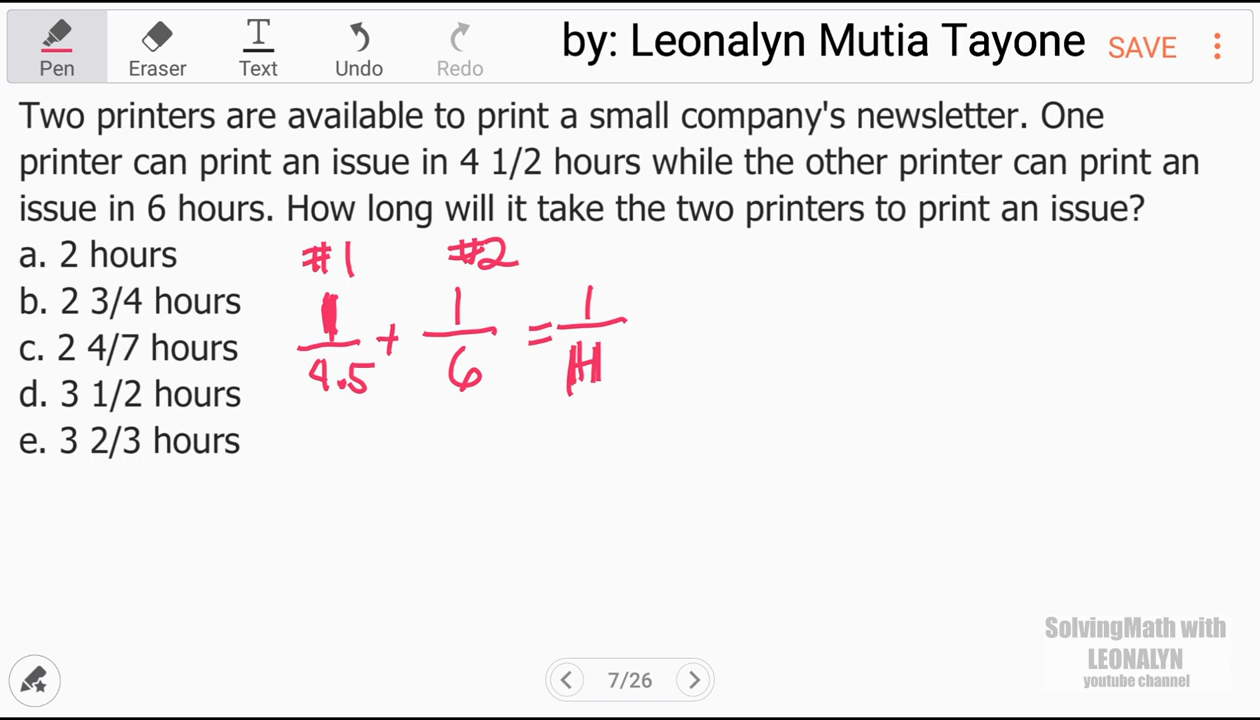 Pen Eraser Text Undo Redo by: Leonalyn Mutia Tayone SAVE
Two printers are available to print a small company's newsletter. One
printer can print an issue in 4 1/2 hours while the other printer can print an
issue in 6 hours. How long will it take the two printers to print an issue?
a. 2 hours
b. 2 3/4 hours
c. 2 4/7 hours
d. 3 1/2 hours
e. 3 2/3 hours
#1 #2
1/4.5 + 1/6 = 1/H
SolvingMath with
LEONALYN
youtube channel
7/26